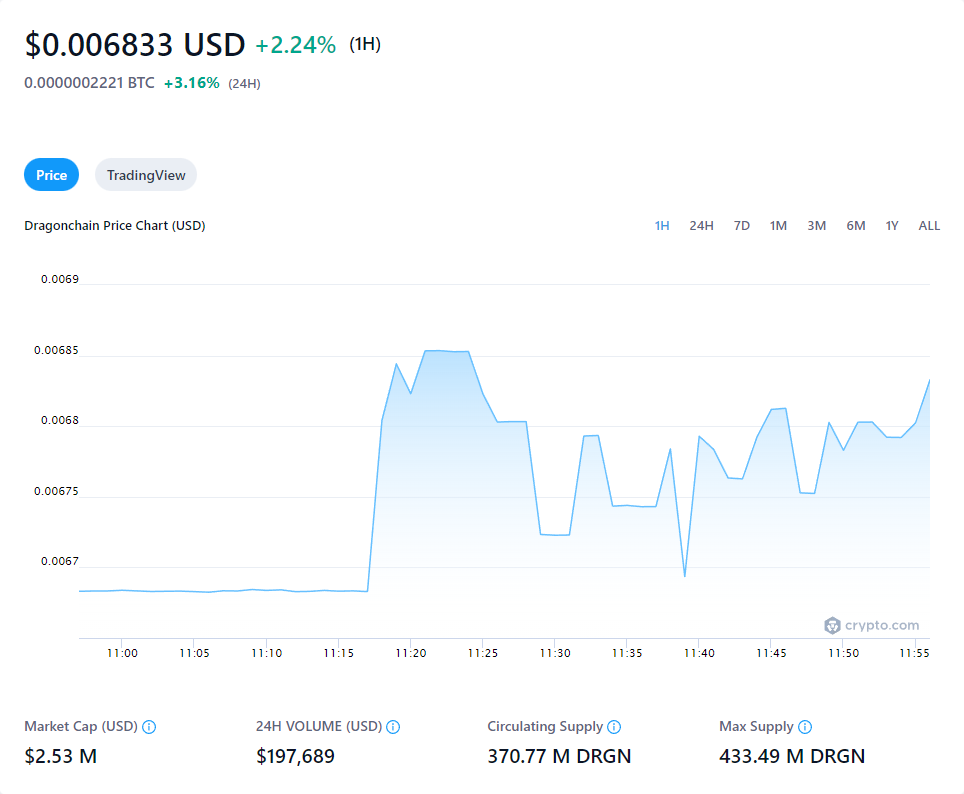 $0.006833 USD +2.24% (1H)
0.0000002221 BTC +3.16% (24H)
Price TradingView
Dragonchain Price Chart (USD) 1H 24H 7D 1M 3M 6M 1Y ALL
0.0069
0.00685
0.0068
0.00675
0.0067
crypto.com
11:00 11:05 11:10 11:15 11:20 11:25 11:30 11:35 11:40 11:45 11:50 11:55
Market Cap (USD) 24H VOLUME (USD) Circulating Supply Max Supply
$2.53 M $197,689 370.77 M DRGN 433.49 M DRGN